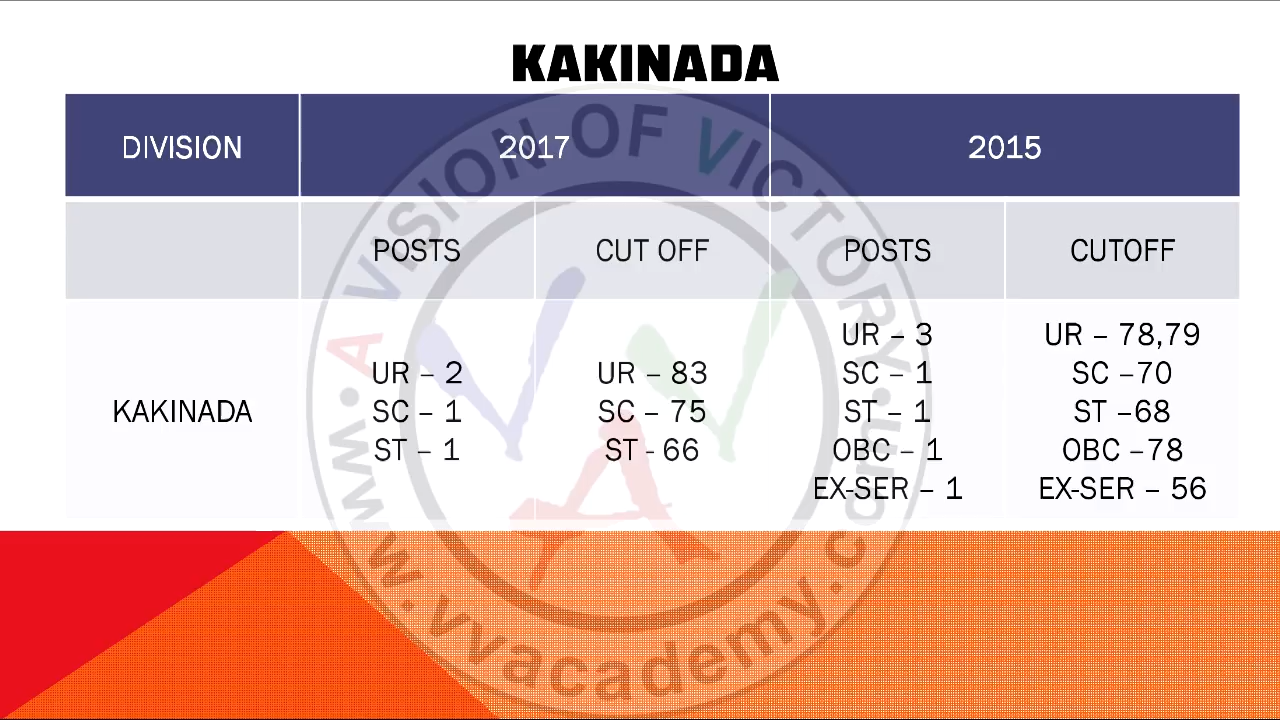 KAKINADA
DIVISION 2017 2015
POSTS CUT OFF POSTS CUTOFF
KAKINADA
UR – 2
SC – 1
ST – 1
UR – 83
SC – 75
ST - 66
UR – 3
SC – 1
ST – 1
OBC – 1
EX-SER – 1
UR – 78,79
SC –70
ST –68
OBC –78
EX-SER – 56
A VISION OF VICTORY
www.vvacademy.in
VVA